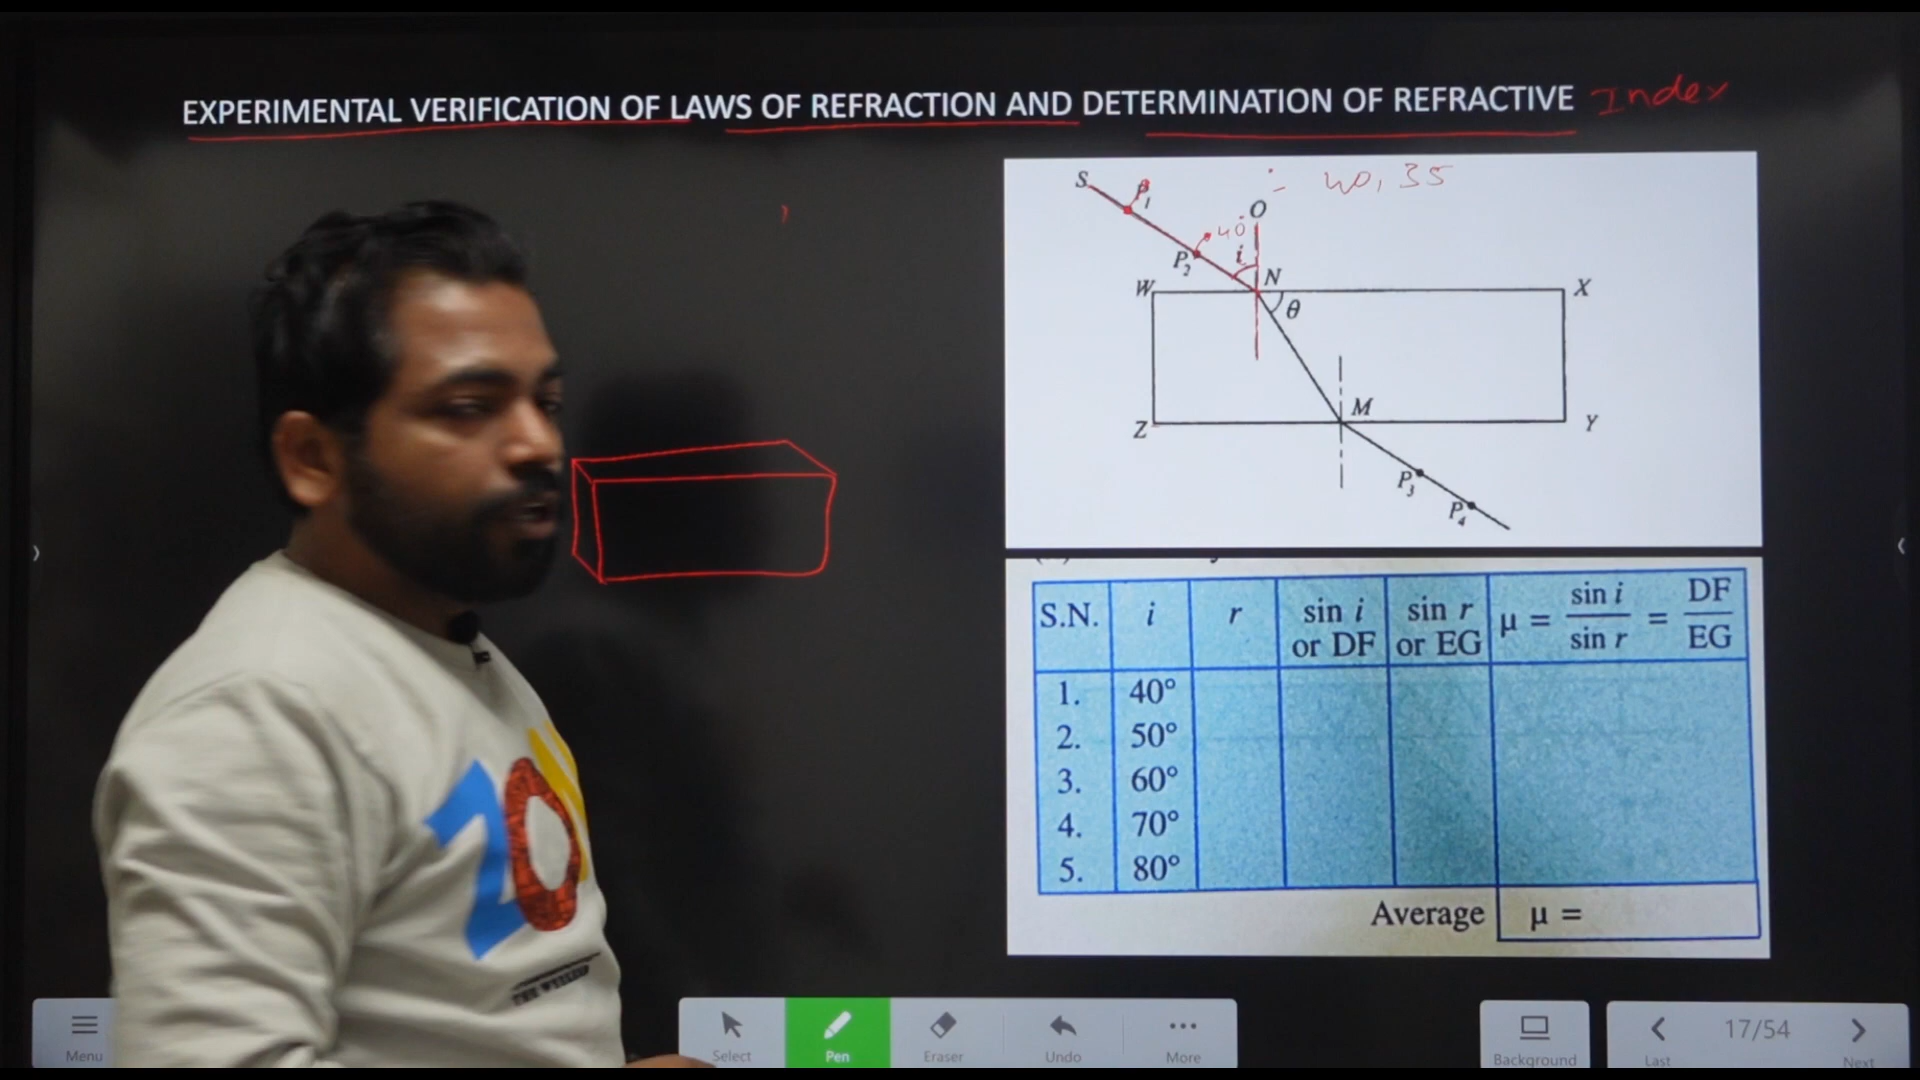 EXPERIMENTAL VERIFICATION OF LAWS OF REFRACTION AND DETERMINATION OF REFRACTIVE Index
S
P₁
i - 40, 35
O
40°
P₂
i
N
W
X
θ
M
Z
Y
P₃
P₄
S.N. i r sin i or DF sin r or EG μ = sin i / sin r = DF / EG
1. 40°
2. 50°
3. 60°
4. 70°
5. 80°
Average μ =
Menu
Select
Pen
Eraser
Undo
More
Background
Last
17/54
Next